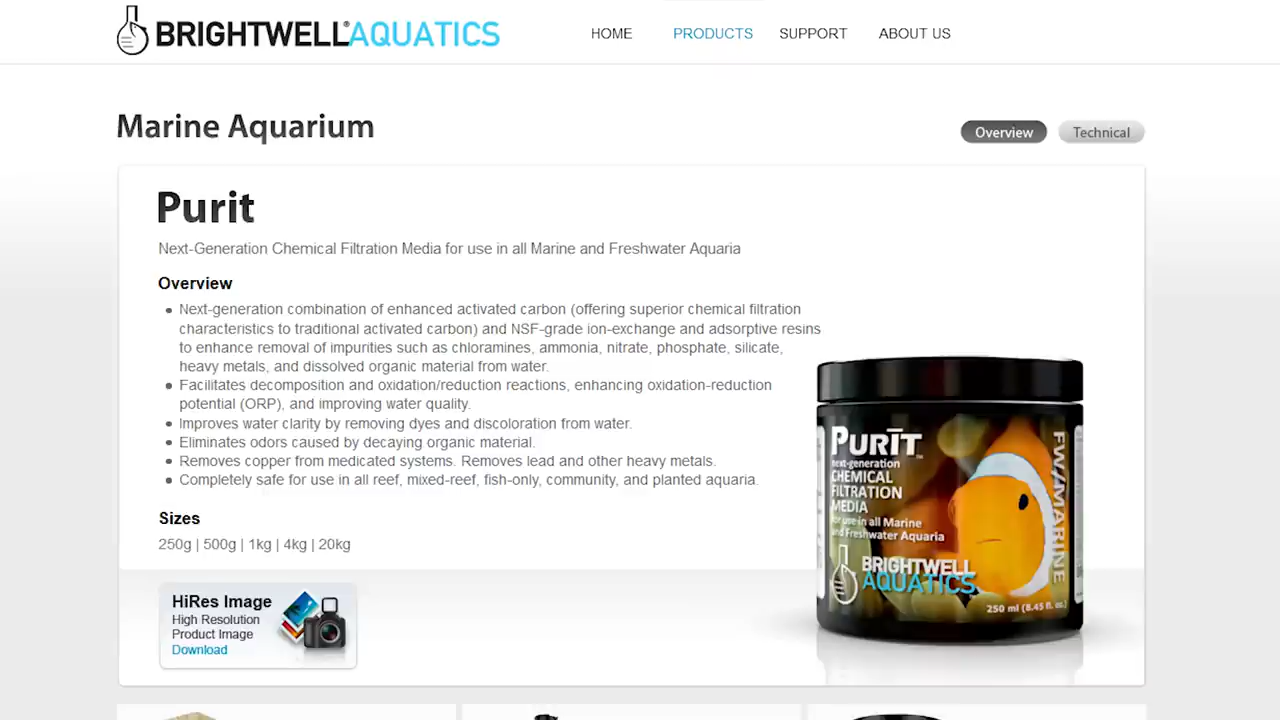 BRIGHTWELL®AQUATICS
HOME PRODUCTS SUPPORT ABOUT US
Marine Aquarium
Overview Technical
Purit
Next-Generation Chemical Filtration Media for use in all Marine and Freshwater Aquaria
Overview
• Next-generation combination of enhanced activated carbon (offering superior chemical filtration
characteristics to traditional activated carbon) and NSF-grade ion-exchange and adsorptive resins
to enhance removal of impurities such as chloramines, ammonia, nitrate, phosphate, silicate,
heavy metals, and dissolved organic material from water.
• Facilitates decomposition and oxidation/reduction reactions, enhancing oxidation-reduction
potential (ORP), and improving water quality.
• Improves water clarity by removing dyes and discoloration from water.
• Eliminates odors caused by decaying organic material.
• Removes copper from medicated systems. Removes lead and other heavy metals.
• Completely safe for use in all reef, mixed-reef, fish-only, community, and planted aquaria.
Sizes
250g | 500g | 1kg | 4kg | 20kg
HiRes Image
High Resolution
Product Image
Download
PURĪT™
next-generation
CHEMICAL
FILTRATION
MEDIA
for use in all Marine
and Freshwater Aquaria
BRIGHTWELL
AQUATICS
FW/MARINE
250 ml (8.45 fl. oz.)